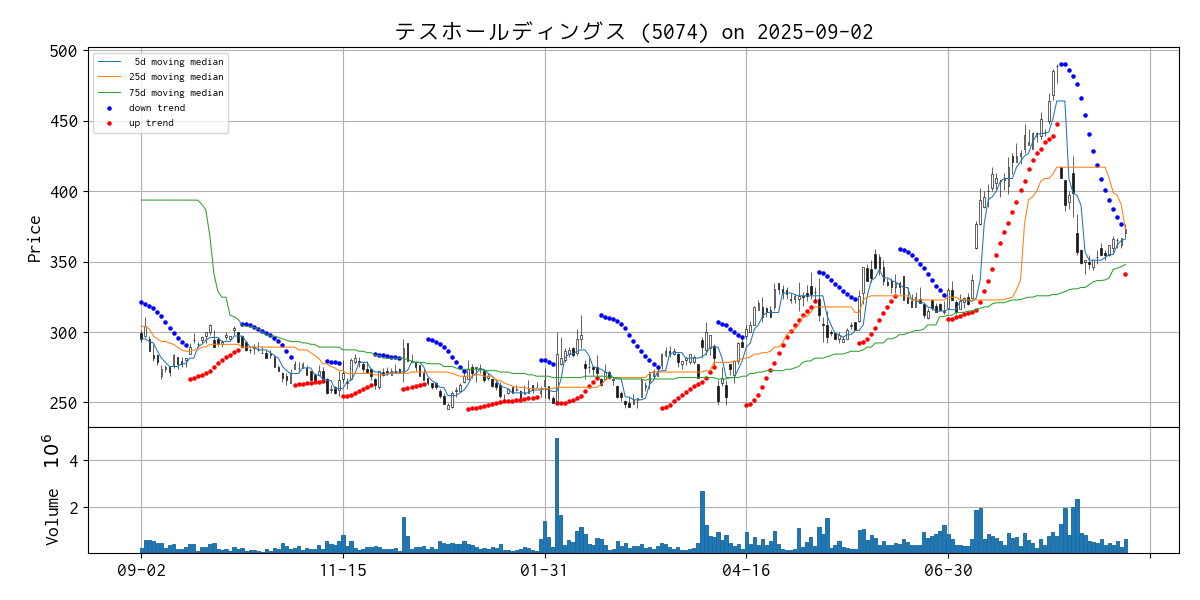 テスホールディングス (5074) on 2025-09-02
500
450
400
350
300
250
Price
5d moving median
25d moving median
75d moving median
down trend
up trend
4
2
Volume 10^6
09-02
11-15
01-31
04-16
06-30